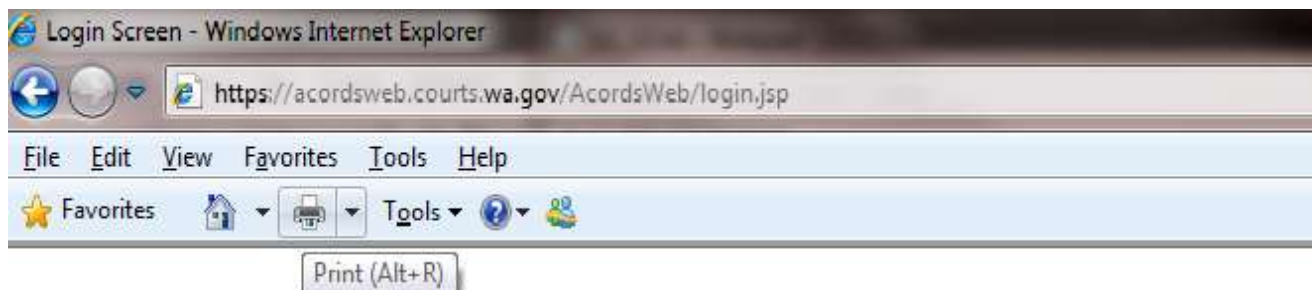 Login Screen - Windows Internet Explorer
https://acordsweb.courts.wa.gov/AcordsWeb/login.jsp
File Edit View Favorites Tools Help
Favorites Tools
Print (Alt+R)